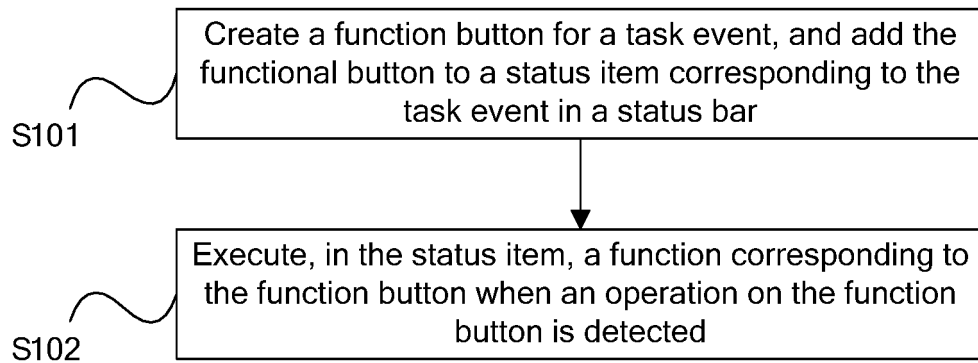 Create a function button for a task event, and add the
functional button to a status item corresponding to the
task event in a status bar
S101
Execute, in the status item, a function corresponding to
the function button when an operation on the function
button is detected
S102